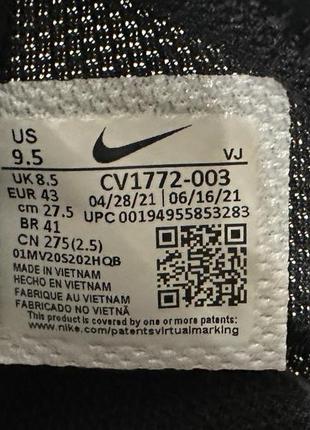 US
9.5
VJ
UK 8.5
EUR 43
cm 27.5
BR 41
CN 275(2.5)
CV1772-003
04/28/21 | 06/16/21
UPC 00194955853283
01MV20S202HQB
MADE IN VIETNAM
HECHO EN VIETNAM
FABRIQUE AU VIETNAM
FABRICADO NO VIETNÃ
This product is covered by one or more patents. See
www.nike.com/patentsvirtualmarking